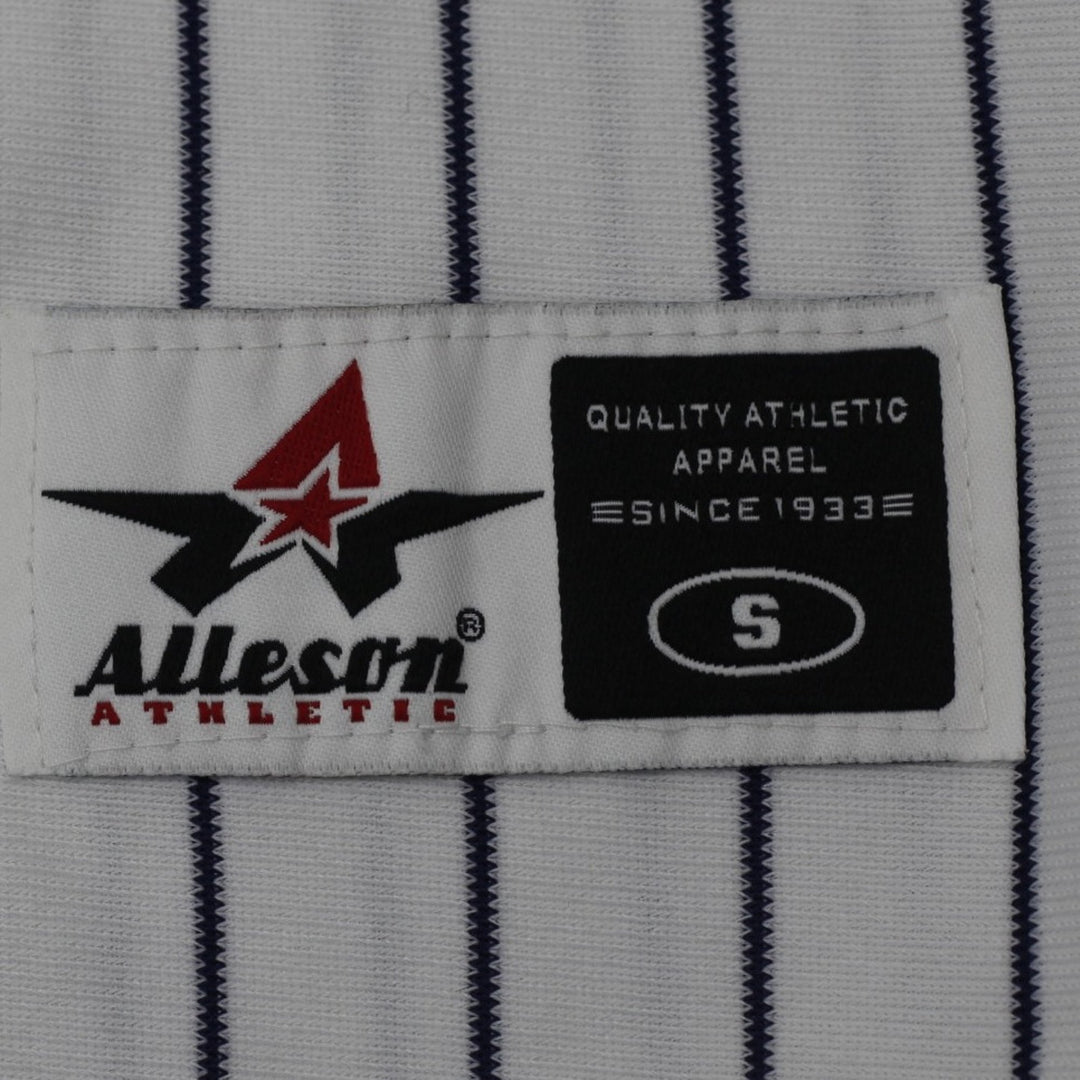 Alleson®
ATHLETIC
QUALITY ATHLETIC
APPAREL
SINCE 1933
S